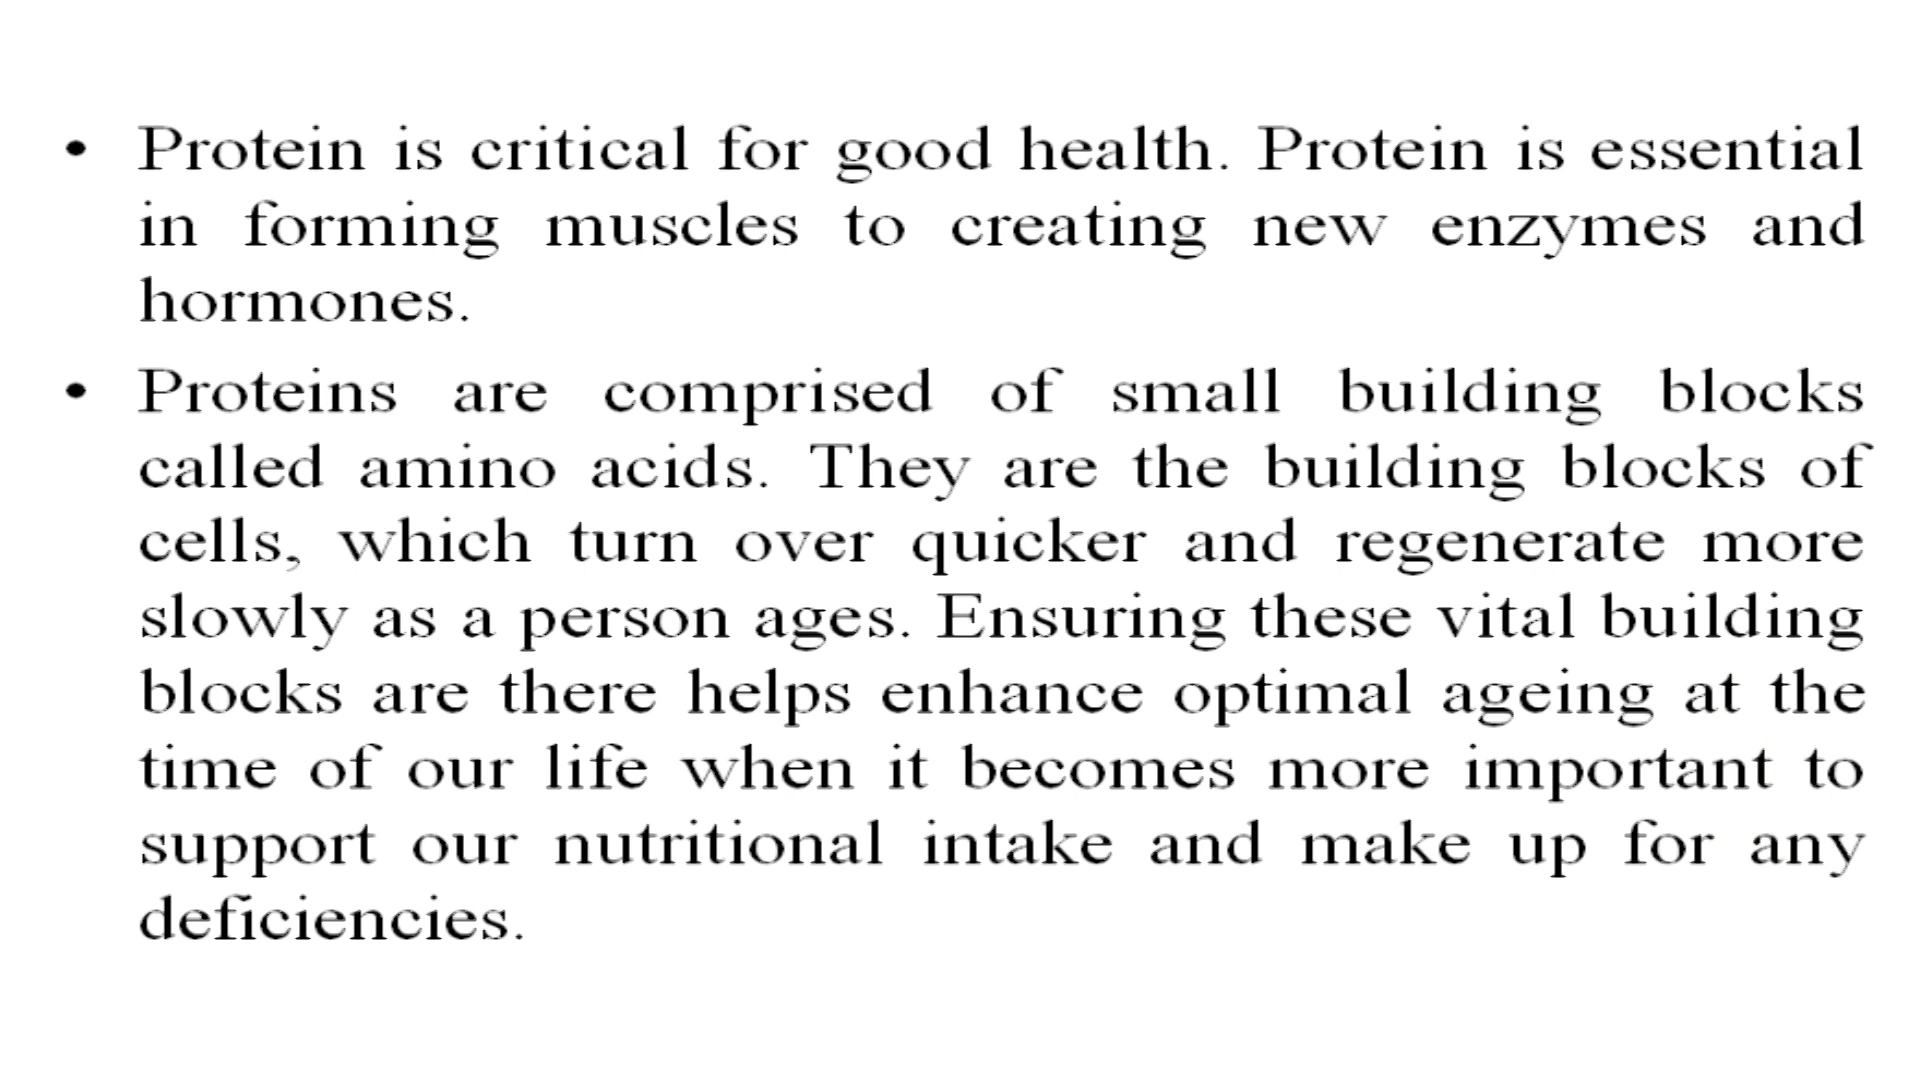 • Protein is critical for good health. Protein is essential
in forming muscles to creating new enzymes and
hormones.
• Proteins are comprised of small building blocks
called amino acids. They are the building blocks of
cells, which turn over quicker and regenerate more
slowly as a person ages. Ensuring these vital building
blocks are there helps enhance optimal ageing at the
time of our life when it becomes more important to
support our nutritional intake and make up for any
deficiencies.